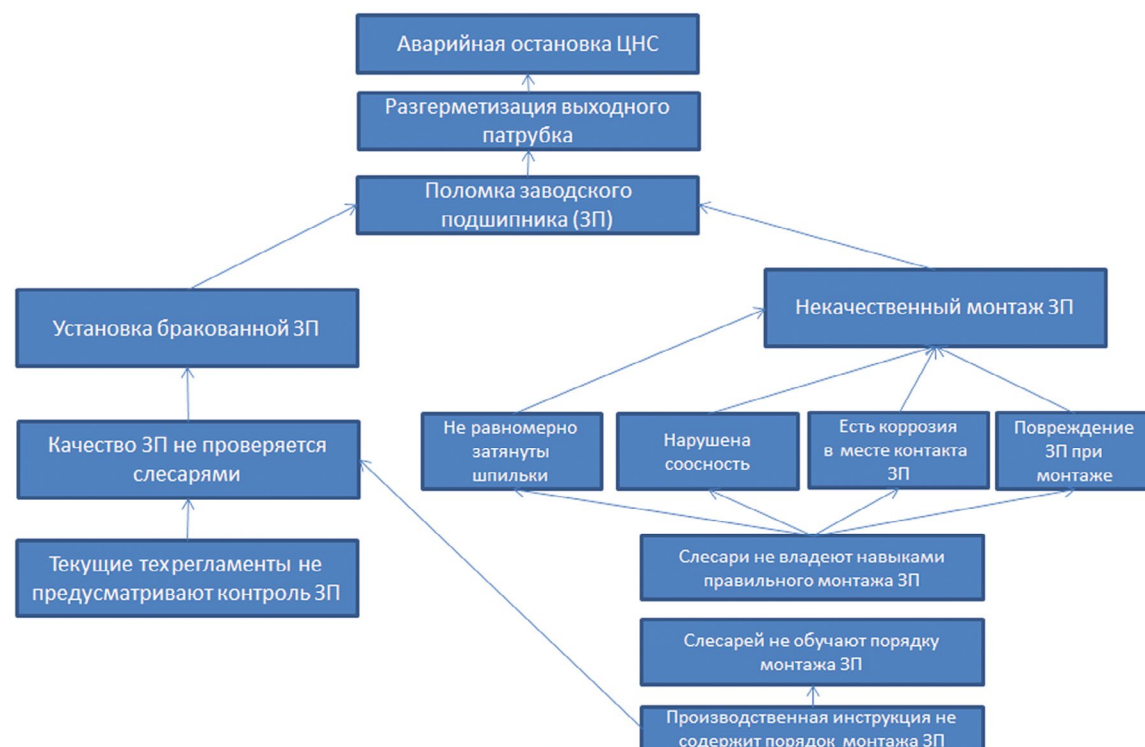 Аварийная остановка ЦНС
Разгерметизация выходного
патрубка
Поломка заводского
подшипника (ЗП)
Установка бракованной ЗП
Некачественный монтаж ЗП
Качество ЗП не проверяется
слесарями
Не равномерно
затянуты
шпильки
Нарушена
соосность
Есть коррозия
в месте контакта
ЗП
Повреждение
ЗП при
монтаже
Текущие техрегламенты не
предусматривают контроль ЗП
Слесари не владеют навыками
правильного монтажа ЗП
Слесарей не обучают порядку
монтажа ЗП
Производственная инструкция не
содержит порядок монтажа ЗП